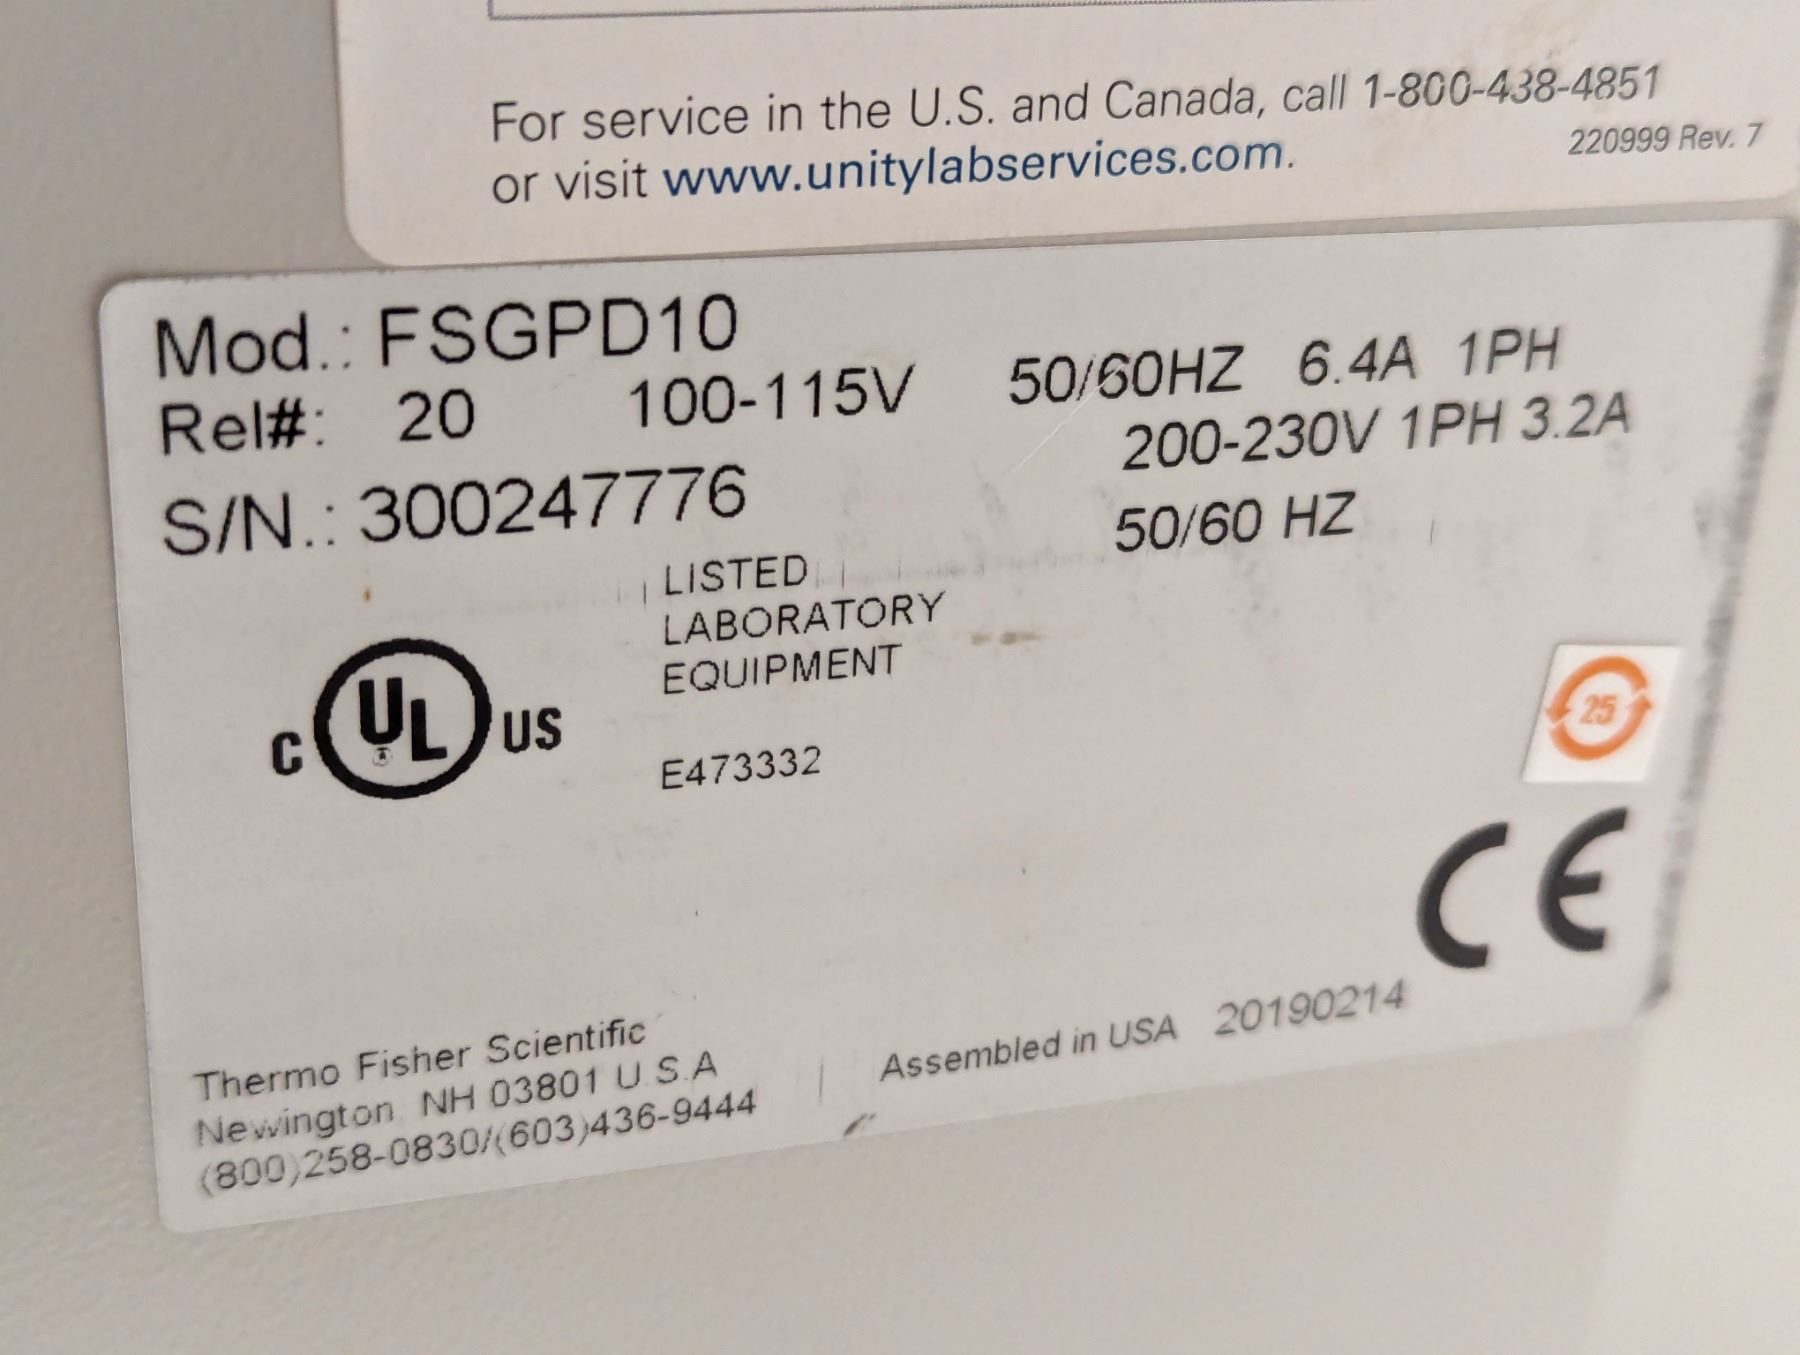 For service in the U.S. and Canada, call 1-800-438-4851
or visit www.unitylabservices.com.
220999 Rev. 7
Mod.: FSGPD10
Rel#: 20 100-115V 50/60HZ 6.4A 1PH
200-230V 1PH 3.2A
S/N.: 300247776
50/60 HZ
LISTED
LABORATORY
EQUIPMENT
C UL® US
E473332
25
CE
Thermo Fisher Scientific
Newington NH 03801 U.S.A
(800)258-0830/(603)436-9444
Assembled in USA 20190214